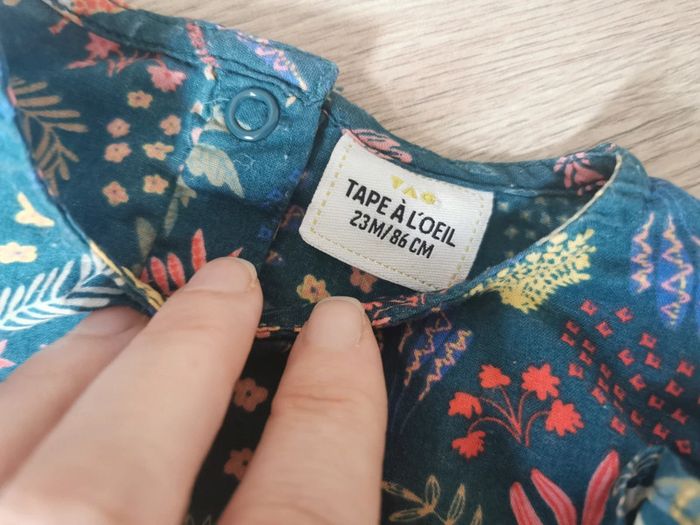 T.A.O.
TAPE À L'OEIL
23M/86 CM